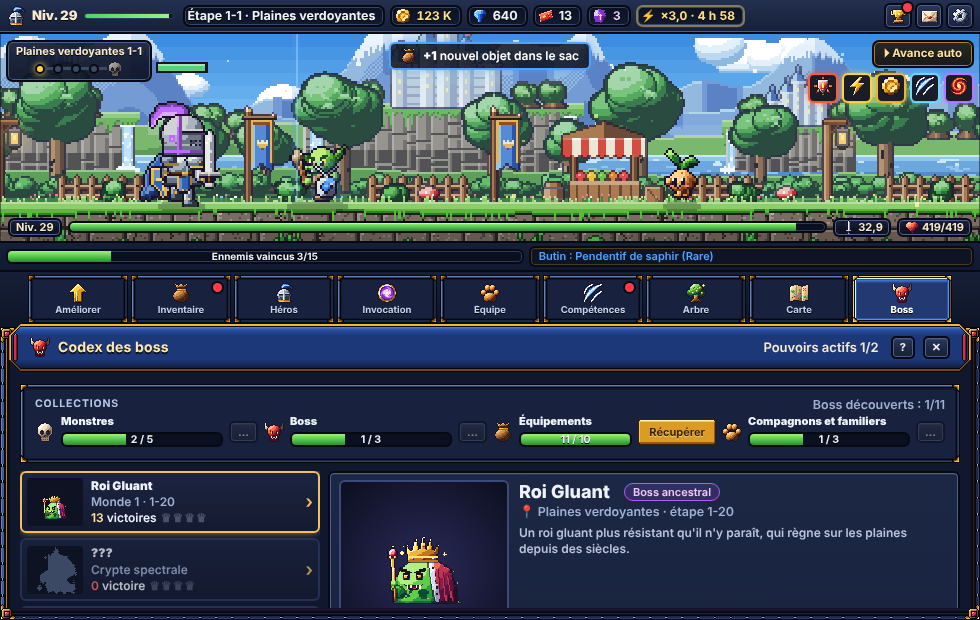 Niv. 29
Étape 1-1 · Plaines verdoyantes
123 K
640
13
3
×3,0 · 4 h 58
Plaines verdoyantes 1-1
+1 nouvel objet dans le sac
Avance auto
Niv. 29
32,9
419/419
Ennemis vaincus 3/15
Butin : Pendentif de saphir (Rare)
Améliorer
Inventaire
Héros
Invocation
Equipe
Compétences
Arbre
Carte
Boss
Codex des boss
Pouvoirs actifs 1/2
?
×
COLLECTIONS
Boss découverts : 1/11
Monstres
2 / 5
...
Boss
1 / 3
...
Équipements
11 / 10
Récupérer
Compagnons et familiers
1 / 3
...
Roi Gluant
Monde 1 · 1-20
13 victoires
???
Crypte spectrale
0 victoire
Roi Gluant
Boss ancestral
Plaines verdoyantes · étape 1-20
Un roi gluant plus résistant qu'il n'y paraît, qui règne sur les plaines
depuis des siècles.